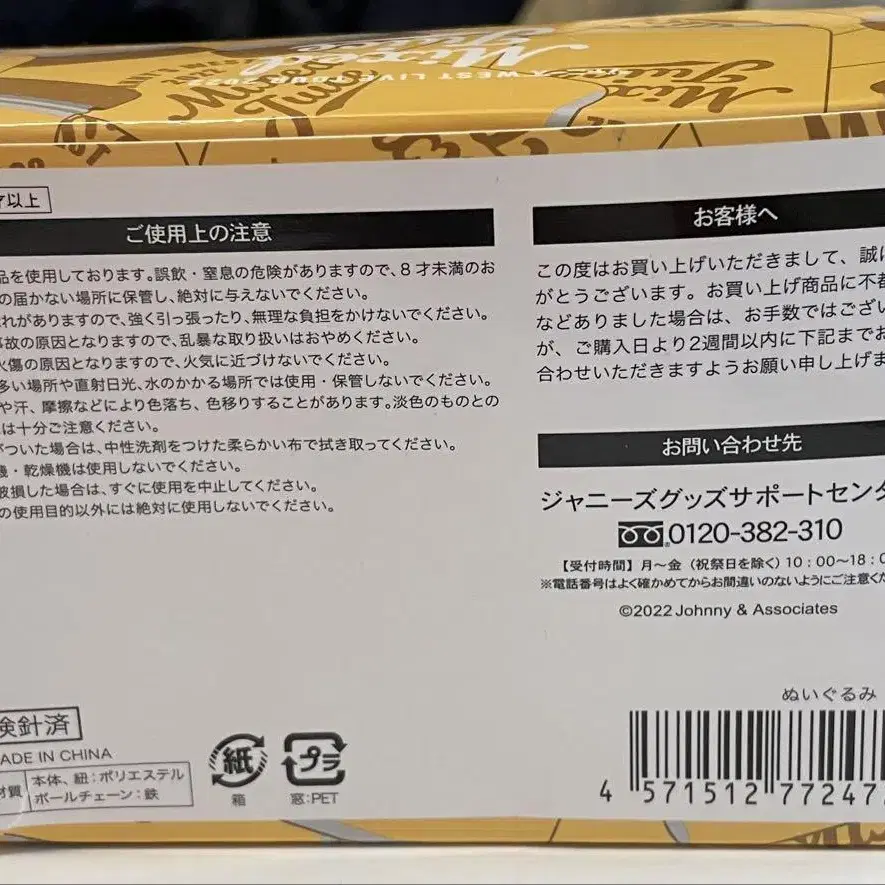 Mixed Juice
WEST LIVE TOUR 2022
Mixed Juice
才以上
ご使用上の注意
品を使用しております。誤飲・窒息の危険がありますので、8才未満のお
の届かない場所に保管し、絶対に与えないでください。
れがありますので、強く引っ張ったり、無理な負担をかけないでください。
事故の原因となりますので、乱暴な取り扱いはおやめください。
火傷の原因となりますので、火気に近づけないでください。
多い場所や直射日光、水のかかる場所では使用・保管しないでください。
や汗、摩擦などにより色落ち、色移りすることがあります。淡色のものとの
は十分ご注意ください。
がついた場合は、中性洗剤をつけた柔らかい布で拭き取ってください。
機・乾燥機は使用しないでください。
破損した場合は、すぐに使用を中止してください。
の使用目的以外には絶対に使用しないでください。
お客様へ
この度はお買い上げいただきまして、誠に
がとうございます。お買い上げ商品に不都
などありました場合は、お手数ではござい
が、ご購入日より2週間以内に下記までお
合わせいただきますようお願い申し上げま
お問い合わせ先
ジャニーズグッズサポートセンタ
0120-382-310
【受付時間】月〜金（祝祭日を除く）10：00〜18：0
※電話番号はよく確かめてからお間違いのないようにご注意くだ
©2022 Johnny & Associates
検針済
ADE IN CHINA
材質
本体、紐：ポリエステル
ボールチェーン：鉄
紙
箱
プラ
窓：PET
ぬいぐるみ
4 571512 77247